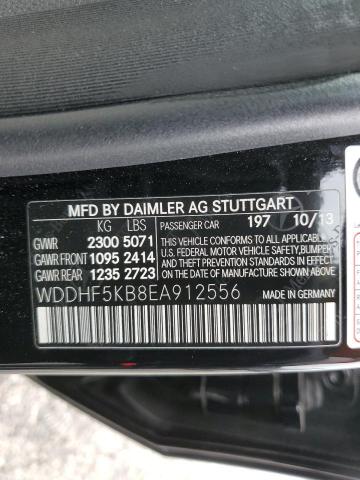 MFD BY DAIMLER AG STUTTGART
KG LBS PASSENGER CAR 197 10/13
GVWR 2300 5071 THIS VEHICLE CONFORMS TO ALL APPLICABLE
GAWR FRONT 1095 2414 U.S. FEDERAL MOTOR VEHICLE SAFETY, BUMPER
GAWR REAR 1235 2723 AND THEFT PREVENTION STANDARDS IN EFFECT
ON THE DATE OF MANUFACTURE SHOWN ABOVE.
WDDHF5KB8EA912556 MADE IN GERMANY